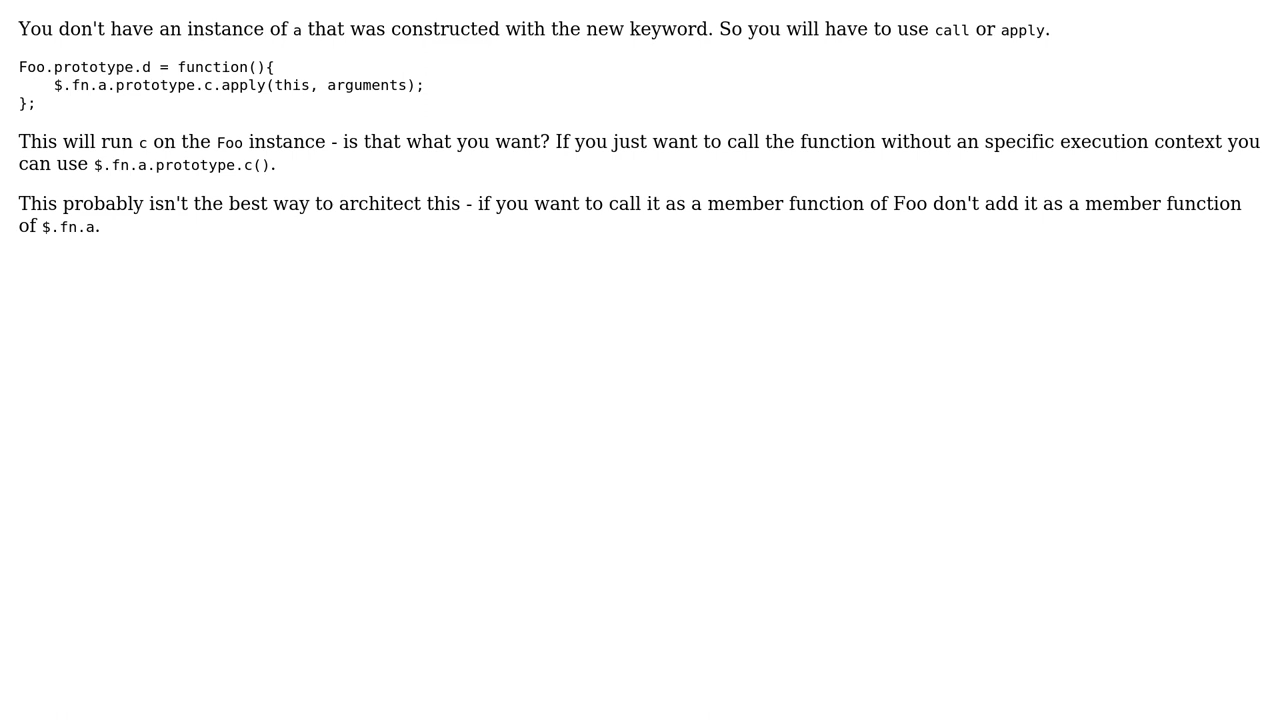 You don't have an instance of a that was constructed with the new keyword. So you will have to use call or apply.
Foo.prototype.d = function(){
    $.fn.a.prototype.c.apply(this, arguments);
};
This will run c on the Foo instance - is that what you want? If you just want to call the function without an specific execution context you
can use $.fn.a.prototype.c().
This probably isn't the best way to architect this - if you want to call it as a member function of Foo don't add it as a member function
of $.fn.a.